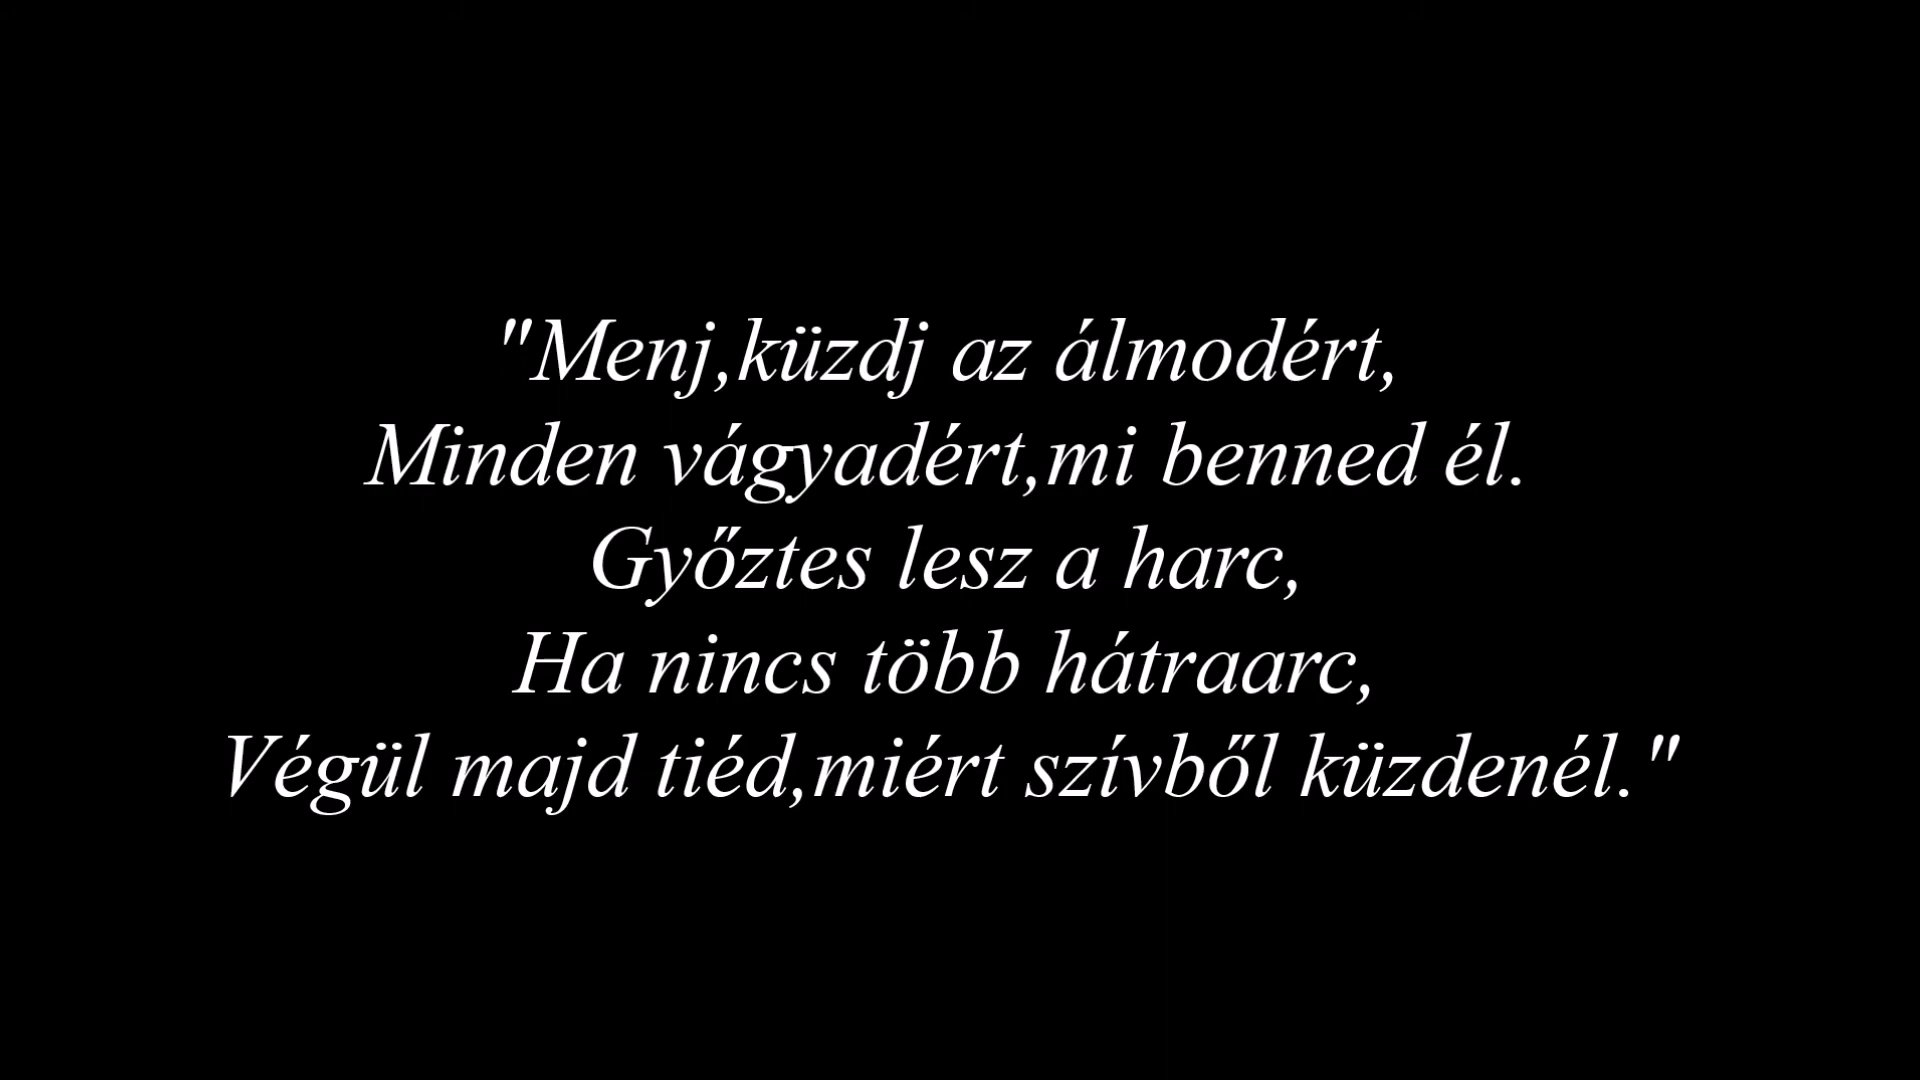 "Menj,küzdj az álmodért,
Minden vágyadért,mi benned él.
Győztes lesz a harc,
Ha nincs több hátraarc,
Végül majd tiéd,miért szívből küzdenél."